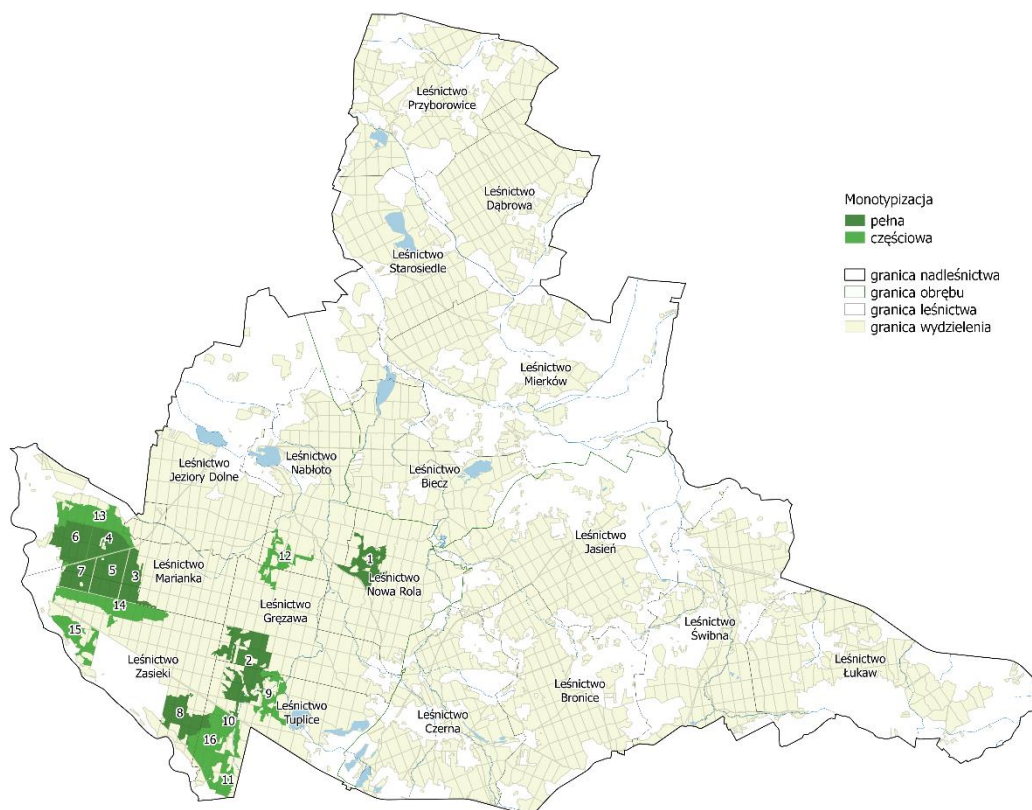 Leśnictwo
Przyborowice
Leśnictwo
Dąbrowa
Leśnictwo
Starosiedle
Leśnictwo
Mierków
Monotypizacja
pełna
częściowa
granica nadleśnictwa
granica obrębu
granica leśnictwa
granica wydzielenia
Leśnictwo
Jeziory Dolne
Leśnictwo
Nabłoto
Leśnictwo
Biecz
Leśnictwo
Jasień
13
6
4
7
5
3
Leśnictwo
Marianka
12
1
Leśnictwo
Nowa Rola
14
15
Leśnictwo
Gręzawa
Leśnictwo
Świbna
Leśnictwo
Zasieki
2
9
Leśnictwo
Tuplice
Leśnictwo
Bronice
Leśnictwo
Łukaw
8
10
16
11
Leśnictwo
Czerna